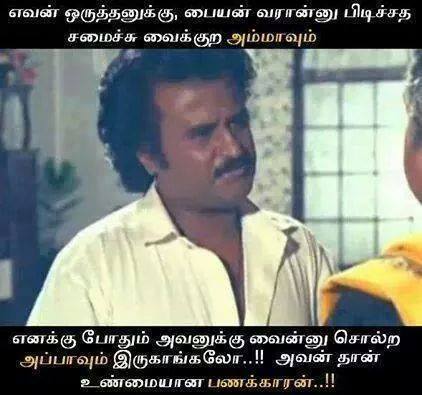 எவன் ஒருத்தனுக்கு, பையன் வரான்னு பிடிச்சத
சமைச்சு வைக்குற அம்மாவும்
எனக்கு போதும் அவனுக்கு வைன்னு சொல்ற
அப்பாவும் இருகாங்கலோ..!! அவன் தான்
உண்மையான பணக்காரன்..!!